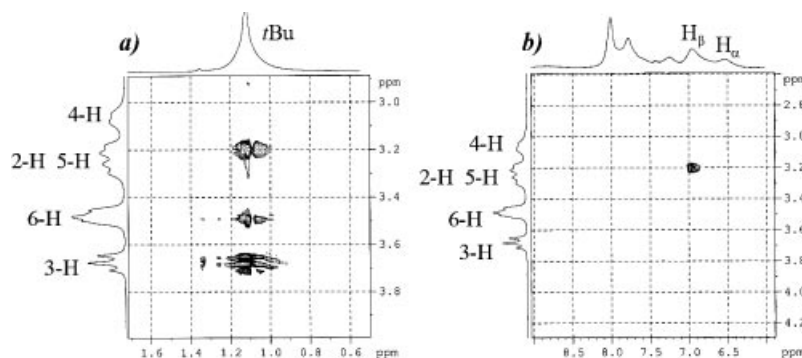 a)
tBu
ppm
4-H
3.0
2-H 5-H
3.2
3.4
6-H
3.6
3-H
3.8
1.6 1.4 1.2 1.0 0.8 0.6 ppm
b)
Hβ
Hα
ppm
2.6
4-H
3.0
2-H 5-H
3.3
6-H
3.6
3-H
4.0
4.2
8.5 8.0 7.5 7.0 6.5 ppm